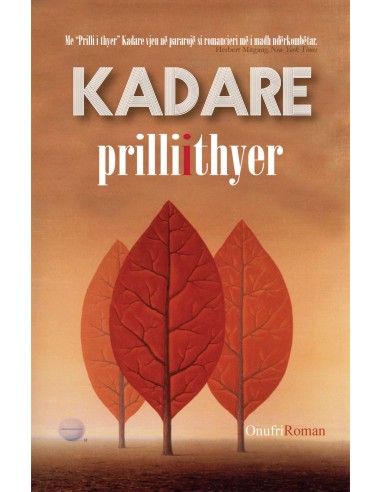 Me "Prilli i thyer" Kadare vjen në pararojë si romancieri më i madh ndërkombëtar.
Herbert Mitgang, New York Times
KADARE
prilliithyer
OnufriRoman